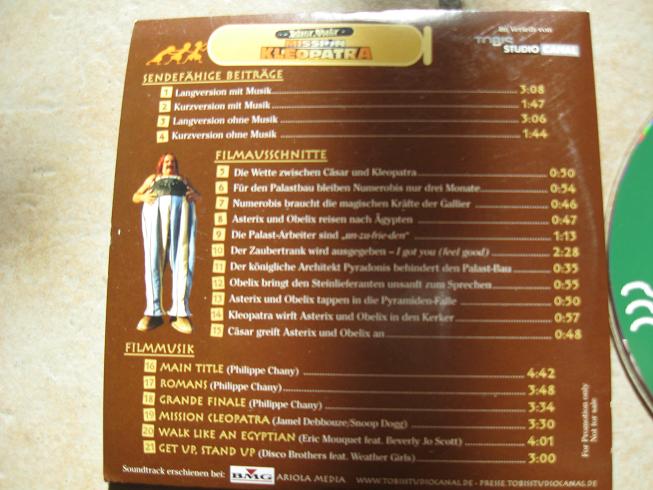 Asterix & Obelix
MISSION
KLEOPATRA
Im Verleih von
TOBIS
STUDIO CANAL
SENDEFÄHIGE BEITRÄGE
1 Langversion mit Musik 3:08
2 Kurzversion mit Musik 1:47
3 Langversion ohne Musik 3:06
4 Kurzversion ohne Musik 1:44
FILMAUSSCHNITTE
5 Die Wette zwischen Cäsar und Kleopatra 0:50
6 Für den Palastbau bleiben Numerobis nur drei Monate 0:54
7 Numerobis braucht die magischen Kräfte der Gallier 0:46
8 Asterix und Obelix reisen nach Ägypten 0:47
9 Die Palast-Arbeiter sind „un-zu-frie-den“ 1:13
10 Der Zaubertrank wird ausgegeben – I got you (feel good) 2:28
11 Der königliche Architekt Pyradonis behindert den Palast-Bau 0:35
12 Obelix bringt den Steinlieferanten unsanft zum Sprechen 0:55
13 Asterix und Obelix tappen in die Pyramiden-Falle 0:50
14 Kleopatra wirft Asterix und Obelix in den Kerker 0:57
15 Cäsar greift Asterix und Obelix an 0:48
FILMMUSIK
16 MAIN TITLE (Philippe Chany) 4:42
17 ROMANS (Philippe Chany) 3:48
18 GRANDE FINALE (Philippe Chany) 3:34
19 MISSION CLEOPATRA (Jamel Debbouze/Snoop Dogg) 3:30
20 WALK LIKE AN EGYPTIAN (Eric Mouquet feat. Beverly Jo Scott) 4:01
21 GET UP, STAND UP (Disco Brothers feat. Weather Girls) 3:00
For Promotion only
Not for sale
Soundtrack erschienen bei: BMG ARIOLA MEDIA WWW.TOBISSTUDIOCANAL.DE - PRESSE.TOBISSTUDIOCANAL.DE